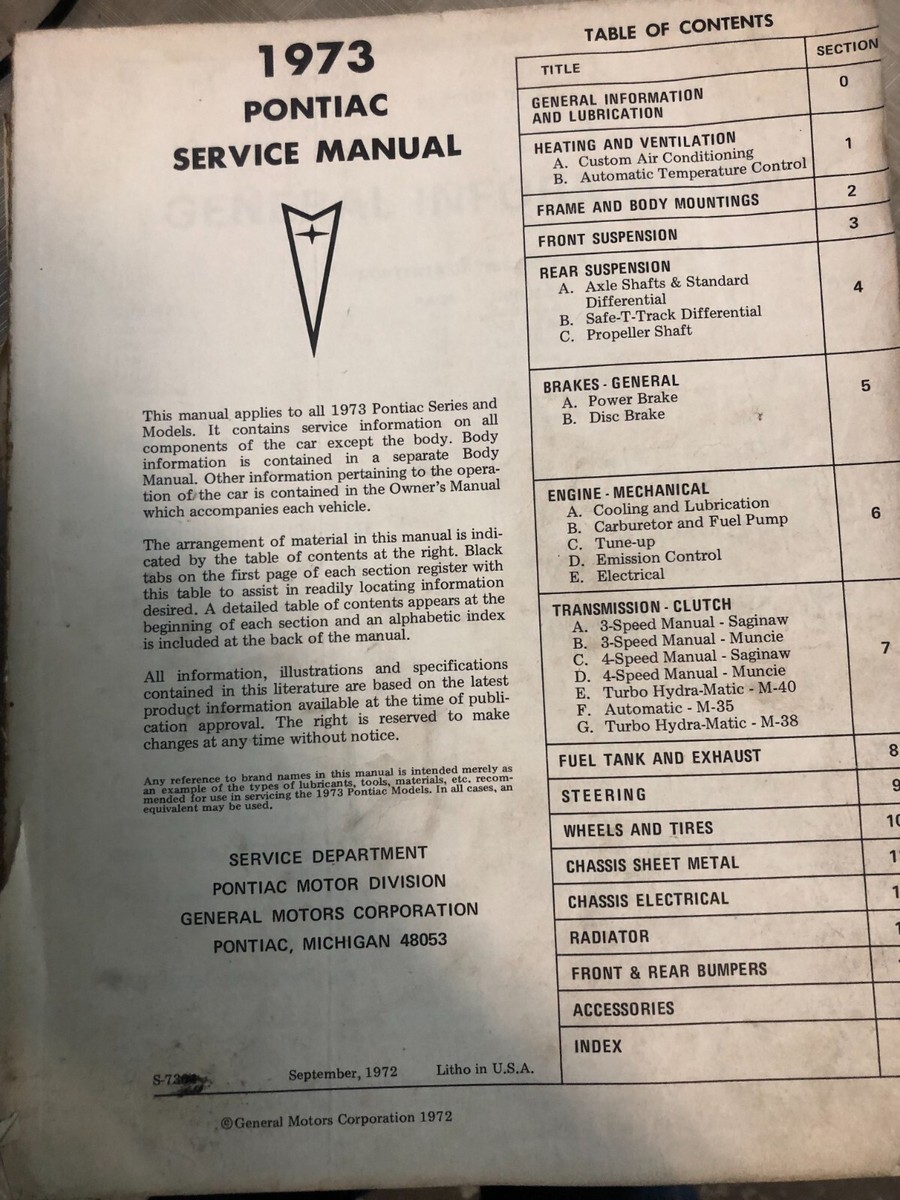 1973
PONTIAC
SERVICE MANUAL
This manual applies to all 1973 Pontiac Series and
Models. It contains service information on all
components of the car except the body. Body
information is contained in a separate Body
Manual. Other information pertaining to the opera-
tion of the car is contained in the Owner's Manual
which accompanies each vehicle.
The arrangement of material in this manual is indi-
cated by the table of contents at the right. Black
tabs on the first page of each section register with
this table to assist in readily locating information
desired. A detailed table of contents appears at the
beginning of each section and an alphabetic index
is included at the back of the manual.
All information, illustrations and specifications
contained in this literature are based on the latest
product information available at the time of publi-
cation approval. The right is reserved to make
changes at any time without notice.
Any reference to brand names in this manual is intended merely as
an example of the types of lubricants, tools, materials, etc. recom-
mended for use in servicing the 1973 Pontiac Models. In all cases, an
equivalent may be used.
SERVICE DEPARTMENT
PONTIAC MOTOR DIVISION
GENERAL MOTORS CORPORATION
PONTIAC, MICHIGAN 48053
September, 1972 Litho in U.S.A.
©General Motors Corporation 1972
TABLE OF CONTENTS
TITLE SECTION
GENERAL INFORMATION 0
AND LUBRICATION
HEATING AND VENTILATION 1
A. Custom Air Conditioning
B. Automatic Temperature Control
FRAME AND BODY MOUNTINGS 2
FRONT SUSPENSION 3
REAR SUSPENSION 4
A. Axle Shafts & Standard
Differential
B. Safe-T-Track Differential
C. Propeller Shaft
BRAKES - GENERAL 5
A. Power Brake
B. Disc Brake
ENGINE - MECHANICAL 6
A. Cooling and Lubrication
B. Carburetor and Fuel Pump
C. Tune-up
D. Emission Control
E. Electrical
TRANSMISSION - CLUTCH 7
A. 3-Speed Manual - Saginaw
B. 3-Speed Manual - Muncie
C. 4-Speed Manual - Saginaw
D. 4-Speed Manual - Muncie
E. Turbo Hydra-Matic - M-40
F. Automatic - M-35
G. Turbo Hydra-Matic - M-38
FUEL TANK AND EXHAUST 8
STEERING 9
WHEELS AND TIRES 10
CHASSIS SHEET METAL
CHASSIS ELECTRICAL
RADIATOR
FRONT & REAR BUMPERS
ACCESSORIES
INDEX